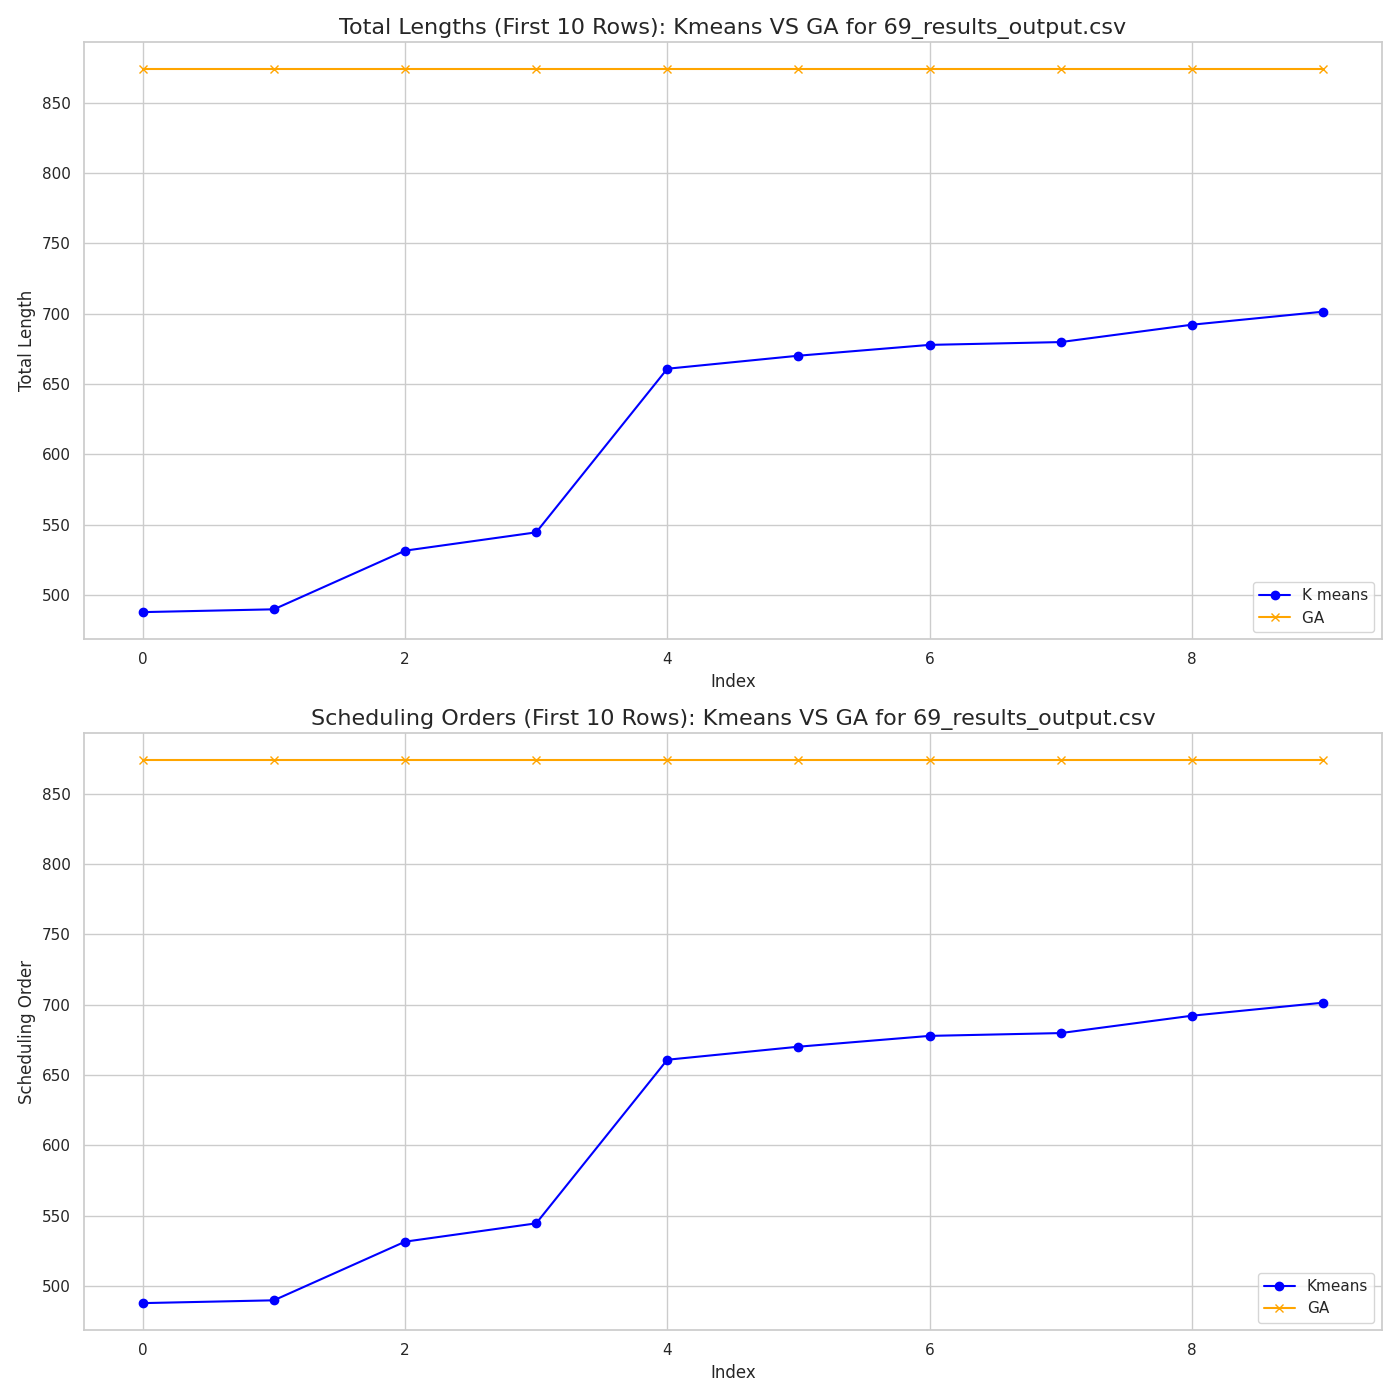 Total Lengths (First 10 Rows): Kmeans VS GA for 69_results_output.csv
850
800
750
700
650
600
550
500
Total Length
K means
GA
0 2 4 6 8
Index
Scheduling Orders (First 10 Rows): Kmeans VS GA for 69_results_output.csv
850
800
750
700
650
600
550
500
Scheduling Order
Kmeans
GA
0 2 4 6 8
Index